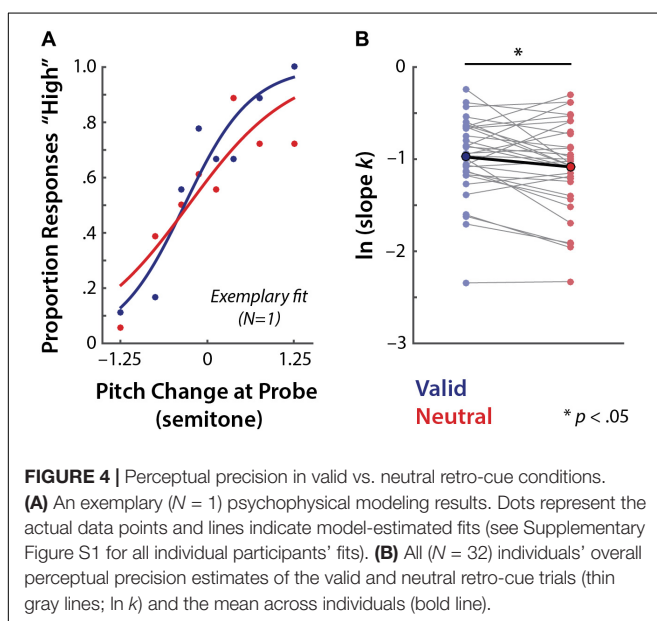 A
B
*
Proportion Responses "High"
1.0
.8
.6
.4
.2
0
Exemplary fit
(N=1)
−1.25
0
1.25
Pitch Change at Probe
(semitone)
ln (slope k)
0
−1
−2
−3
Valid
Neutral
* p < .05
FIGURE 4 | Perceptual precision in valid vs. neutral retro-cue conditions.
(A) An exemplary (N = 1) psychophysical modeling results. Dots represent the
actual data points and lines indicate model-estimated fits (see Supplementary
Figure S1 for all individual participants' fits). (B) All (N = 32) individuals' overall
perceptual precision estimates of the valid and neutral retro-cue trials (thin
gray lines; ln k) and the mean across individuals (bold line).